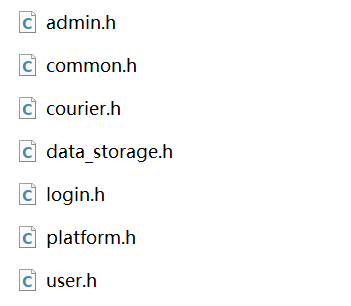 admin.h
common.h
courier.h
data_storage.h
login.h
platform.h
user.h